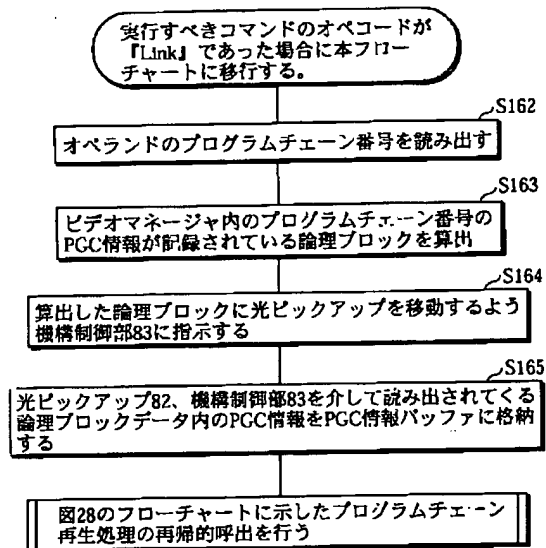 実行すべきコマンドのオペコードが
『Link』であった場合に本フロー
チャートに移行する。
S162
オペランドのプログラムチェーン番号を読み出す
S163
ビデオマネージャ内のプログラムチェーン番号の
PGC情報が記録されている論理ブロックを算出
S164
算出した論理ブロックに光ピックアップを移動するよう
機構制御部83に指示する
S165
光ピックアップ82、機構制御部83を介して読み出されてくる
論理ブロックデータ内のPGC情報をPGC情報バッファに格納
する
図28のフローチャートに示したプログラムチェーン
再生処理の再帰的呼出を行う